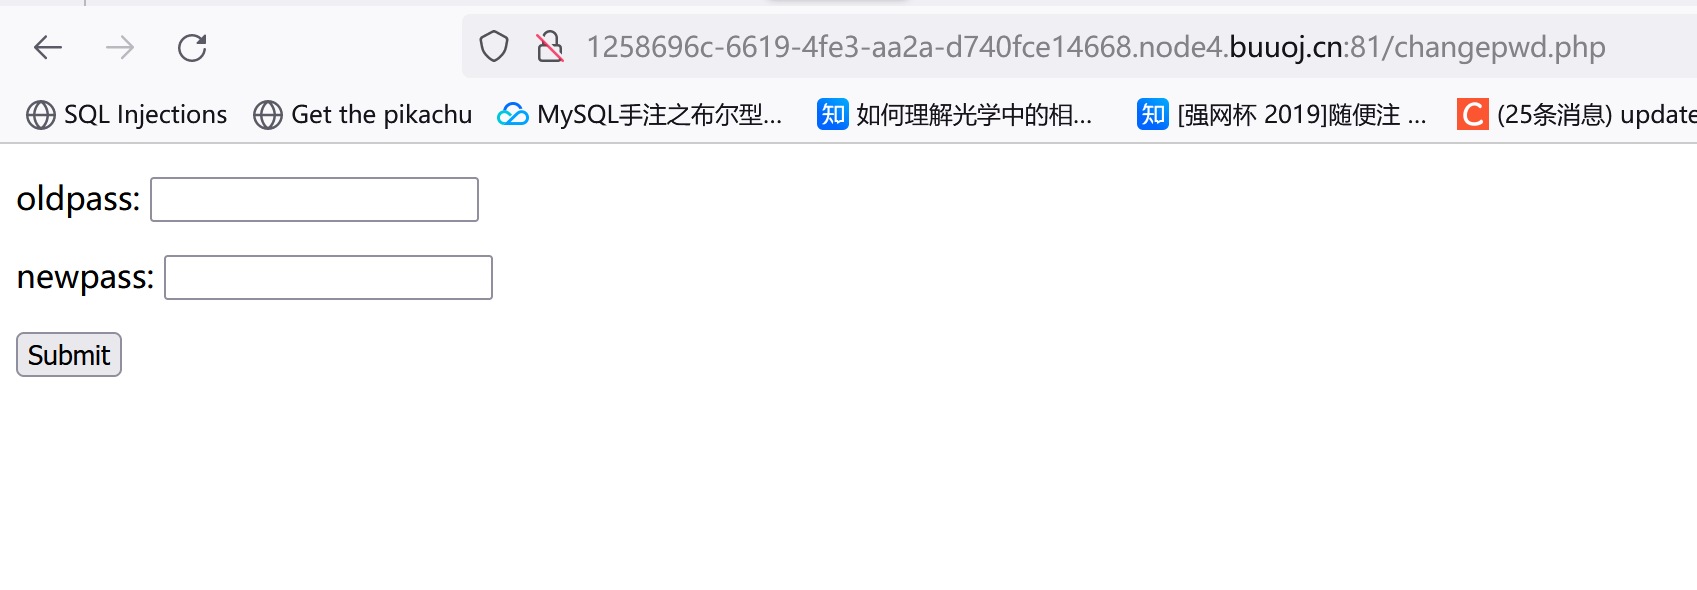 1258696c-6619-4fe3-aa2a-d740fce14668.node4.buuoj.cn:81/changepwd.php
SQL Injections Get the pikachu MySQL手注之布尔型... 知 如何理解光学中的相... 知 [强网杯 2019]随便注 ... C (25条消息) update
oldpass:
newpass:
Submit